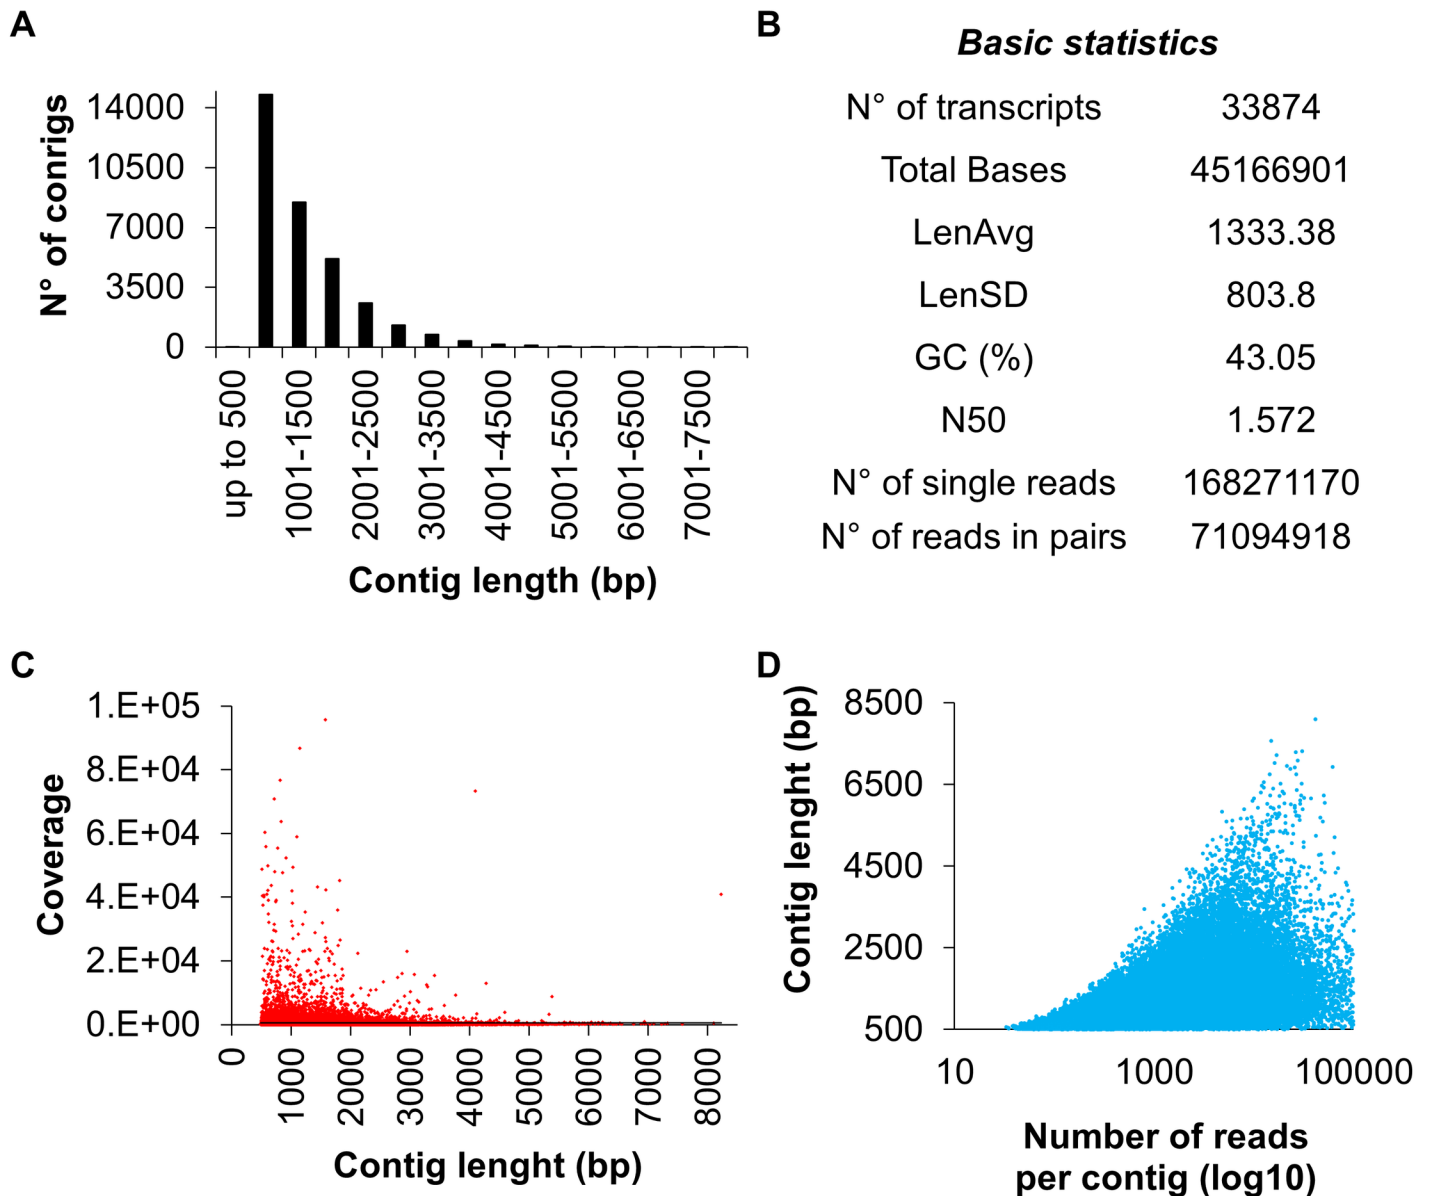 A
N° of conrigs
14000
10500
7000
3500
0
up to 500
1001-1500
2001-2500
3001-3500
4001-4500
5001-5500
6001-6500
7001-7500
Contig length (bp)
B
Basic statistics
N° of transcripts 33874
Total Bases 45166901
LenAvg 1333.38
LenSD 803.8
GC (%) 43.05
N50 1.572
N° of single reads 168271170
N° of reads in pairs 71094918
C
Coverage
1.E+05
8.E+04
6.E+04
4.E+04
2.E+04
0.E+00
0
1000
2000
3000
4000
5000
6000
7000
8000
Contig lenght (bp)
D
Contig lenght (bp)
8500
6500
4500
2500
500
10 1000 100000
Number of reads
per contig (log10)